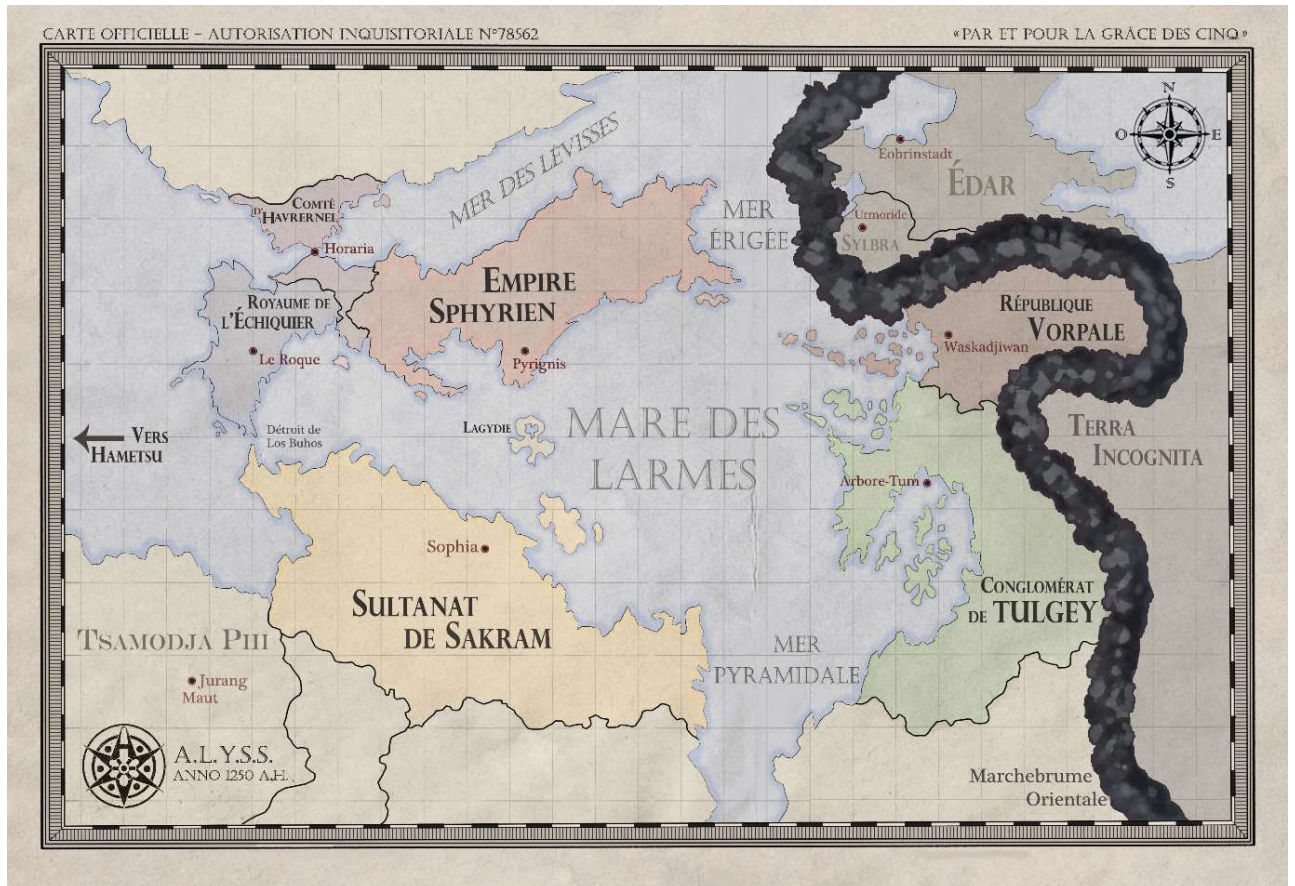 CARTE OFFICIELLE – AUTORISATION INQUISITORIALE N°78562
«PAR ET POUR LA GRÂCE DES CINQ»
N
O
E
S
MER DES LÉVISSES
Eobrinstadt
ÉDAR
COMTÉ
D'HAVRERNEL
MER
ÉRIGÉE
Urmoride
SYLBRA
Horaria
EMPIRE
SPHYRIEN
ROYAUME DE
L'ÉCHIQUIER
RÉPUBLIQUE
VORPALE
Le Roque
Pyrignis
Waskadjiwan
VERS
HAMETSU
Détroit de
Los Buhos
LAGYDIE
MARE DES
LARMES
TERRA
INCOGNITA
Arbore-Tum
Sophia
SULTANAT
DE SAKRAM
CONGLOMÉRAT
DE TULGEY
TSAMODJA PIII
Jurang
Maut
MER
PYRAMIDALE
A.L.Y.S.S.
ANNO 1250 A.H.
Marchebrume
Orientale